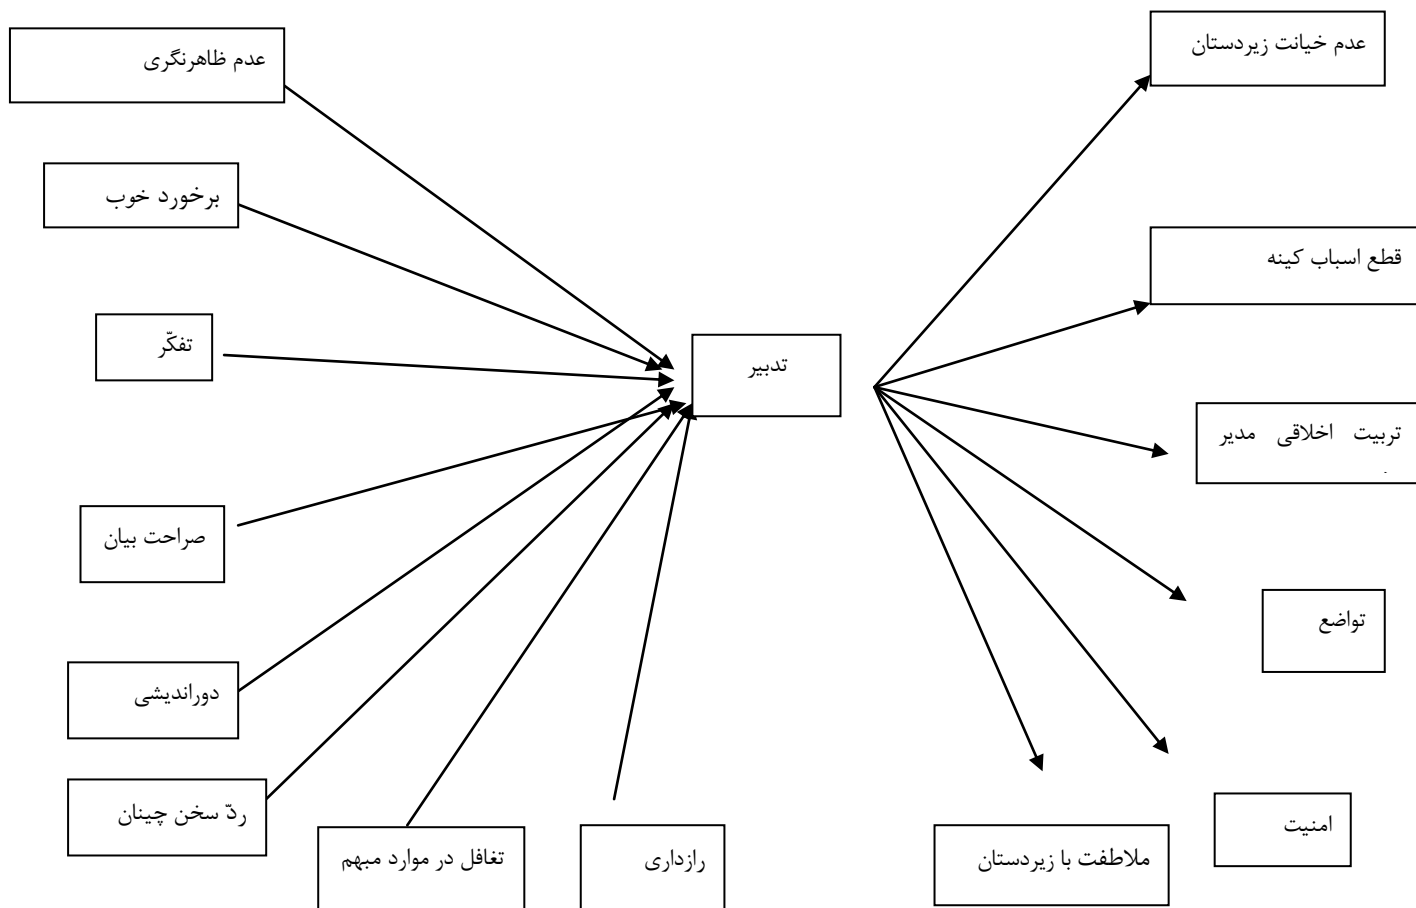 عدم خیانت زیردستان
عدم ظاهرنگری
برخورد خوب
قطع اسباب کینه
تفکّر
تدبیر
تربیت اخلاقی مدیر
.
صراحت بیان
تواضع
دوراندیشی
ردّ سخن چینان
امنیت
تغافل در موارد مبهم
رازداری
ملاطفت با زیردستان